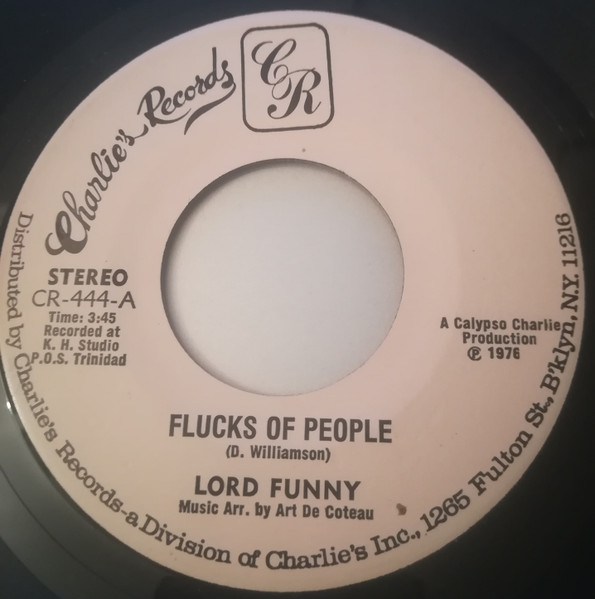 Charlie's Records
CR
STEREO
CR-444-A
Time: 3:45
Recorded at
K. H. Studio
P.O.S. Trinidad
A Calypso Charlie
Production
℗ 1976
FLUCKS OF PEOPLE
(D. Williamson)
LORD FUNNY
Music Arr. by Art De Coteau
Distributed by Charlie's Records-a Division of Charlie's Inc., 1265 Fulton St., B'klyn, N.Y. 11216